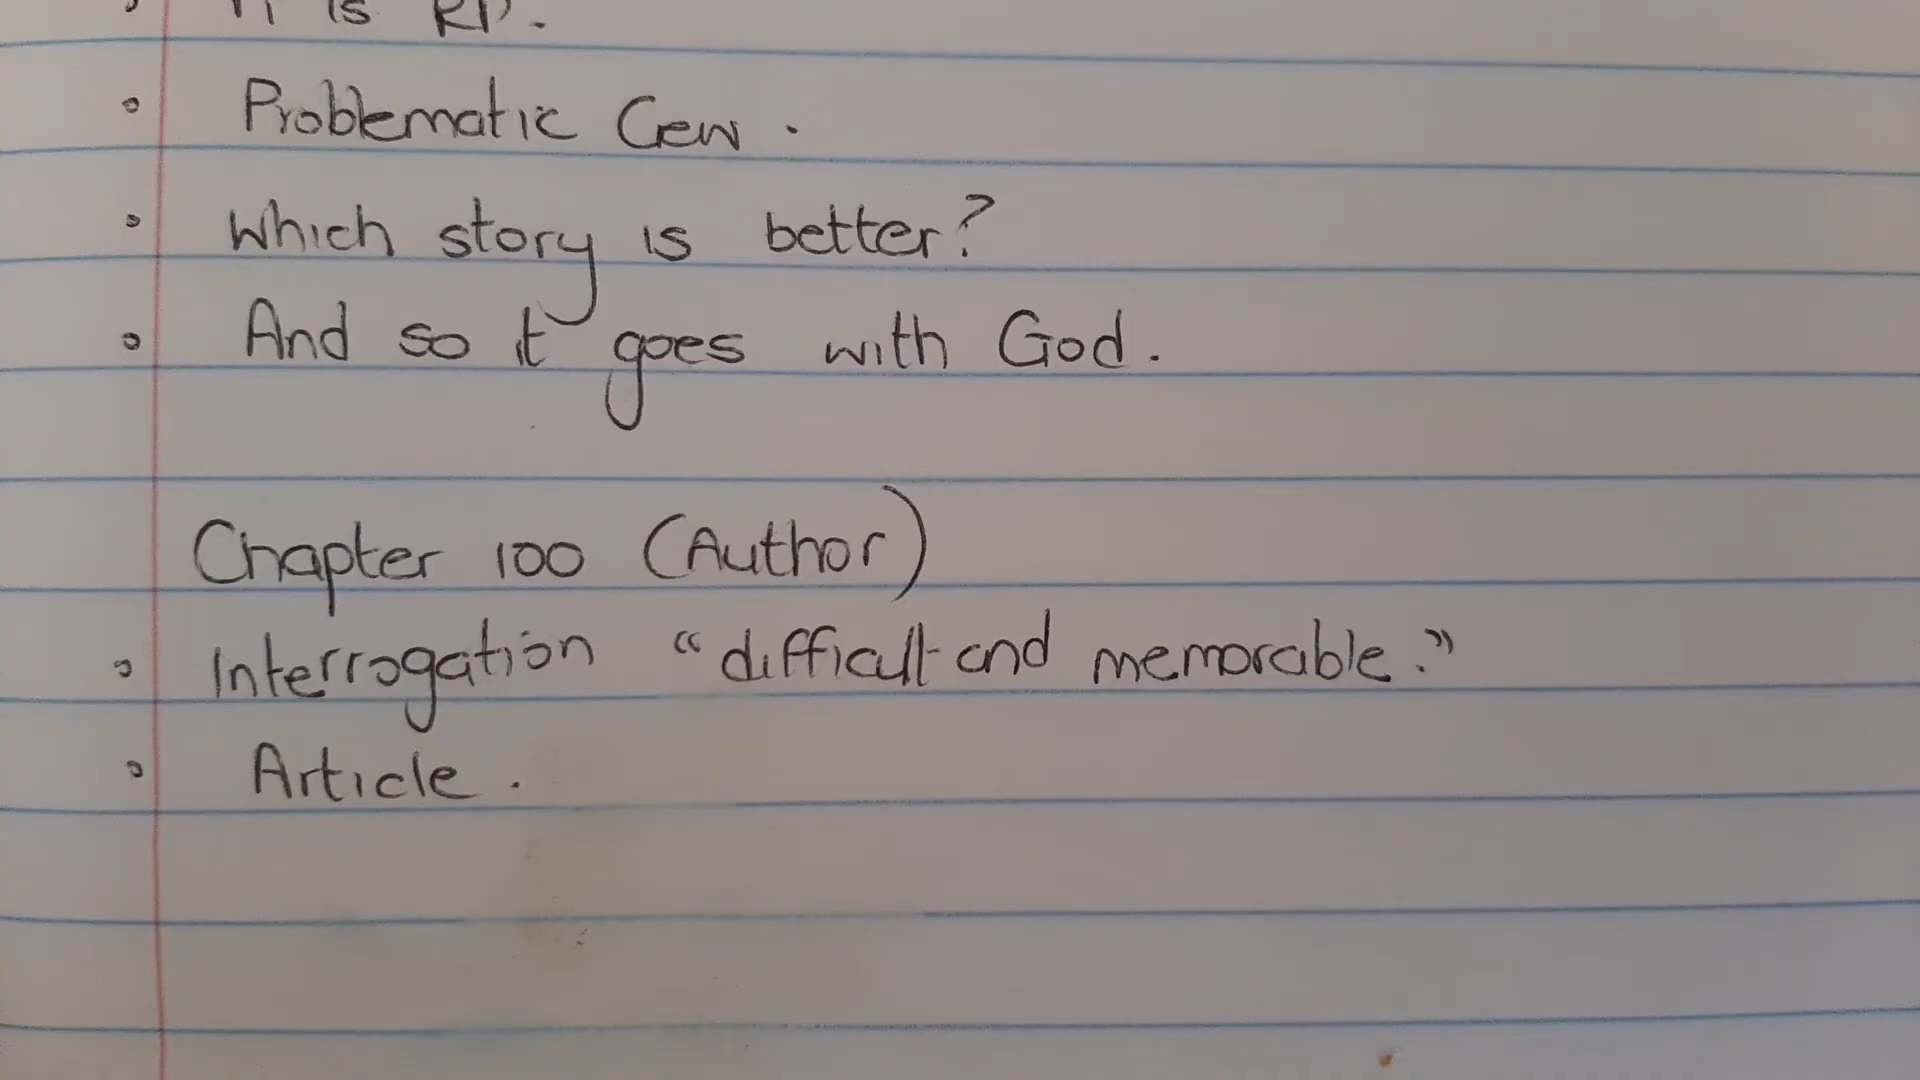 is
• Problematic Crew.
• Which story is better?
• And so it goes with God.
Chapter 100 (Author)
• Interrogation “difficult and memorable.”
• Article.